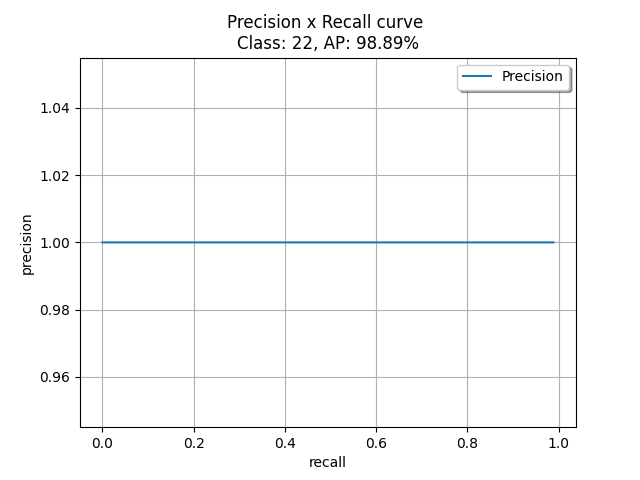 Precision x Recall curve
Class: 22, AP: 98.89%
Precision
1.04
1.02
1.00
0.98
0.96
precision
0.0 0.2 0.4 0.6 0.8 1.0
recall